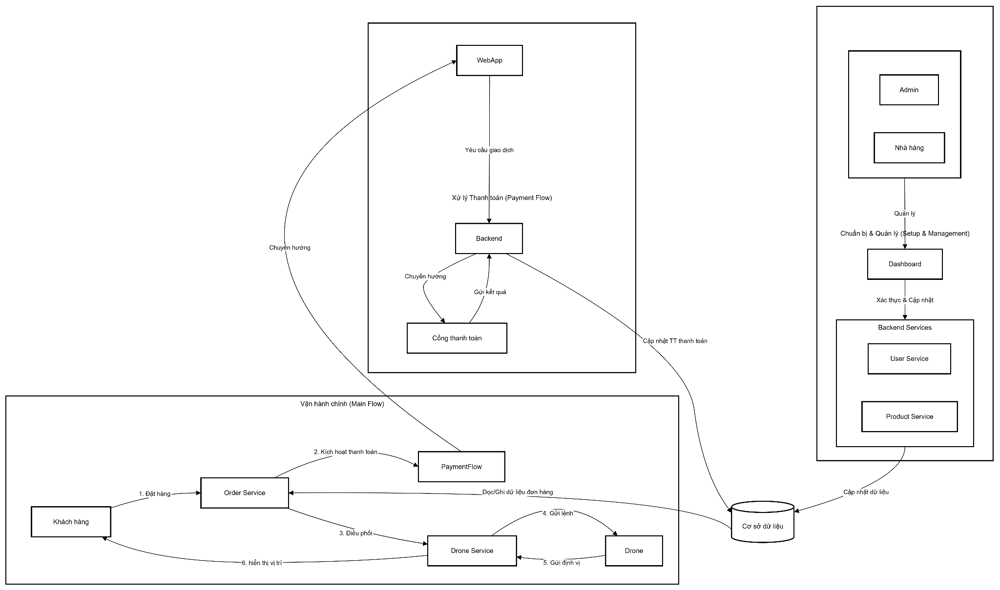 WebApp
Yêu cầu giao dịch
Xử lý Thanh toán (Payment Flow)
Backend
Chuyển hướng
Gửi kết quả
Cổng thanh toán
Chuyển hướng
Cập nhật TT thanh toán
Admin
Nhà hàng
Quản lý
Chuẩn bị & Quản lý (Setup & Management)
Dashboard
Xác thực & Cập nhật
Backend Services
User Service
Product Service
Cập nhật dữ liệu
Cơ sở dữ liệu
Vận hành chính (Main Flow)
2. Kích hoạt thanh toán
PaymentFlow
1. Đặt hàng
Order Service
Đọc/Ghi dữ liệu đơn hàng
Khách hàng
3. Điều phối
4. Gửi lệnh
Drone Service
Drone
5. Gửi định vị
6. hiển thị vị trí